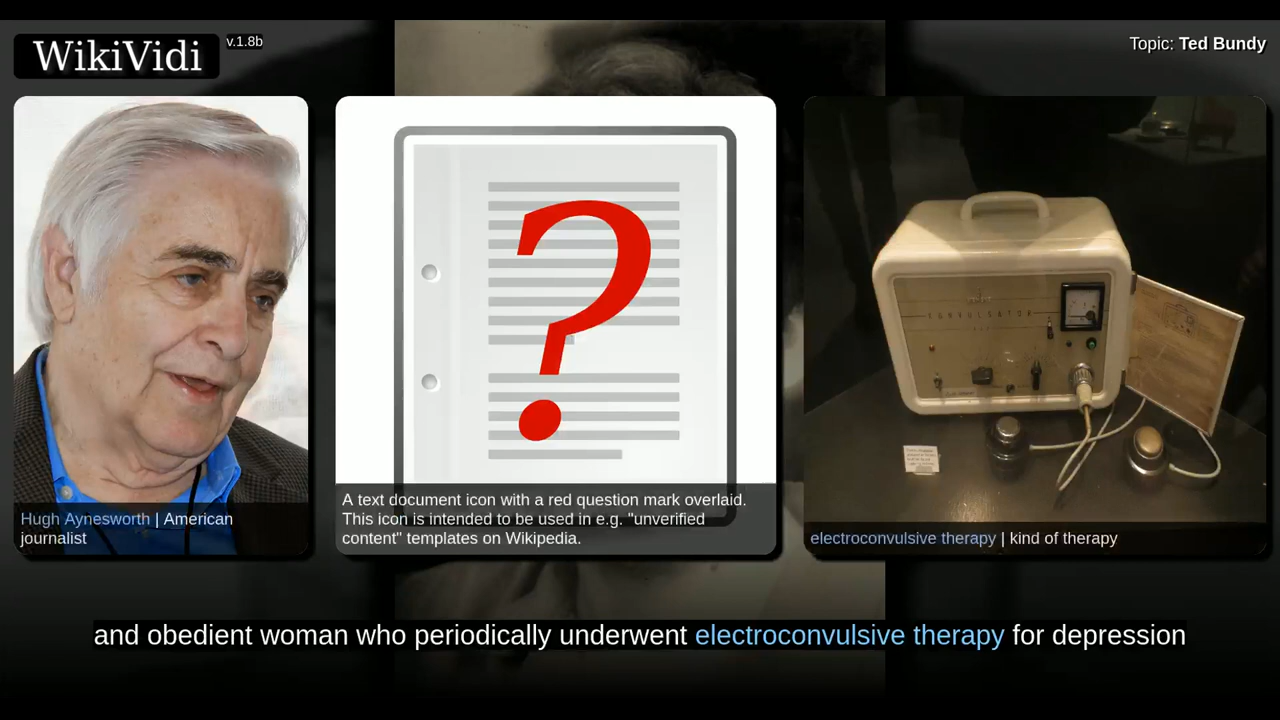 WikiVidi
v.1.8b
Topic: Ted Bundy
Hugh Aynesworth | American
journalist
?
A text document icon with a red question mark overlaid.
This icon is intended to be used in e.g. "unverified
content" templates on Wikipedia.
CONVULSATOR
electroconvulsive therapy | kind of therapy
and obedient woman who periodically underwent electroconvulsive therapy for depression